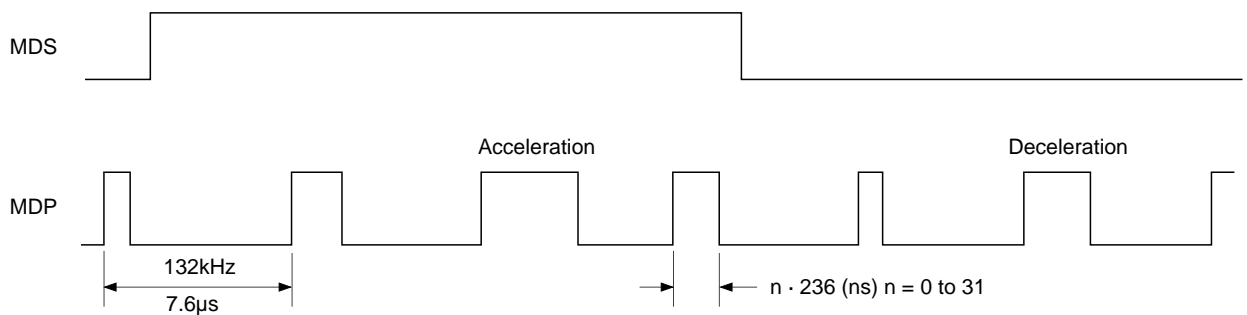 MDS
Acceleration
Deceleration
MDP
132kHz
7.6µs
n · 236 (ns) n = 0 to 31